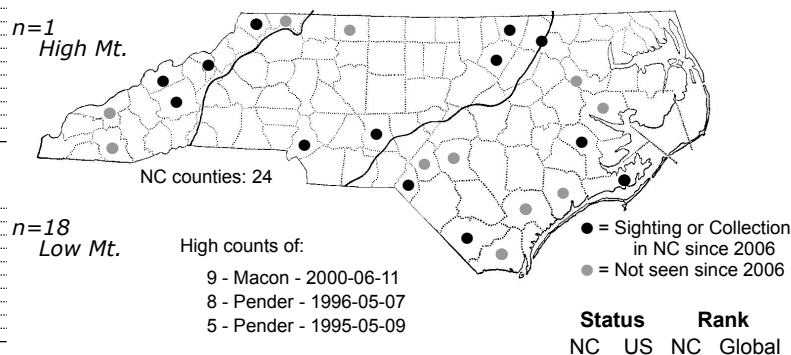 n=1
High Mt.
NC counties: 24
n=18
Low Mt.
High counts of:
9 - Macon - 2000-06-11
8 - Pender - 1996-05-07
5 - Pender - 1995-05-09
= Sighting or Collection
in NC since 2006
= Not seen since 2006
Status Rank
NC US NC Global